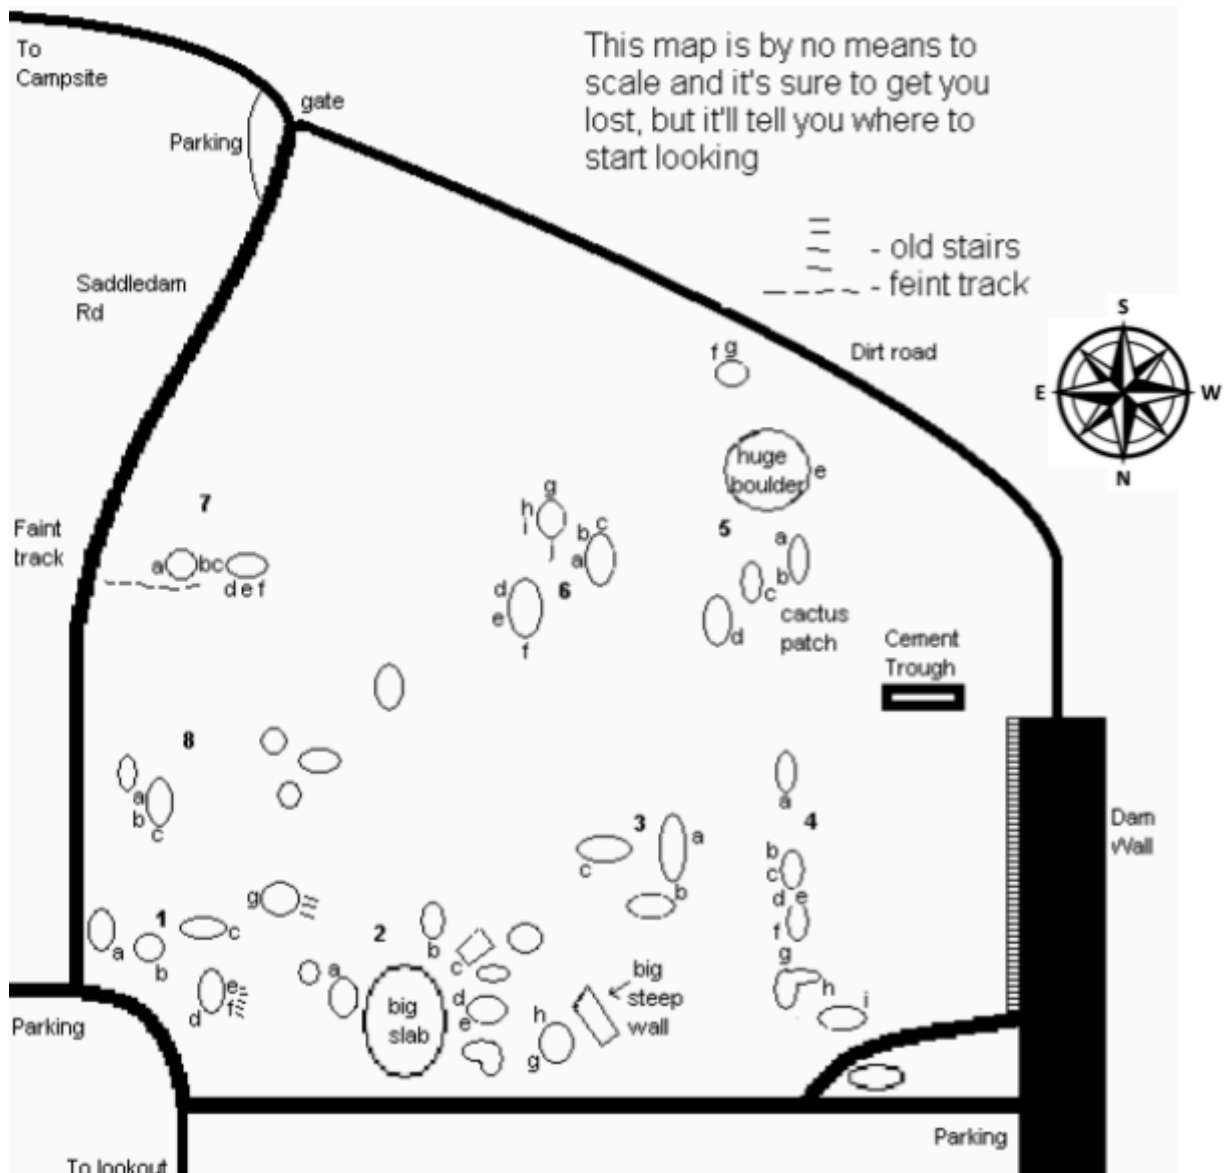 To
Campsite
gate
Parking
This map is by no means to
scale and it's sure to get you
lost, but it'll tell you where to
start looking
- old stairs
- feint track
Saddledam
Rd
Dirt road
S
E
W
N
f g
huge
boulder
e
7
Faint
track
a
bc
d e f
g
h
i
j
b
c
a
d
6
e
f
5
a
b
c
d
cactus
patch
Cement
Trough
8
a
b
c
3
a
c
b
4
a
b
c
d e
f
g
h
i
Dam
Wall
g
1
a
b
c
e
f
d
2
a
b
c
big
slab
d
e
h
g
big
steep
wall
Parking
Parking
To lookout